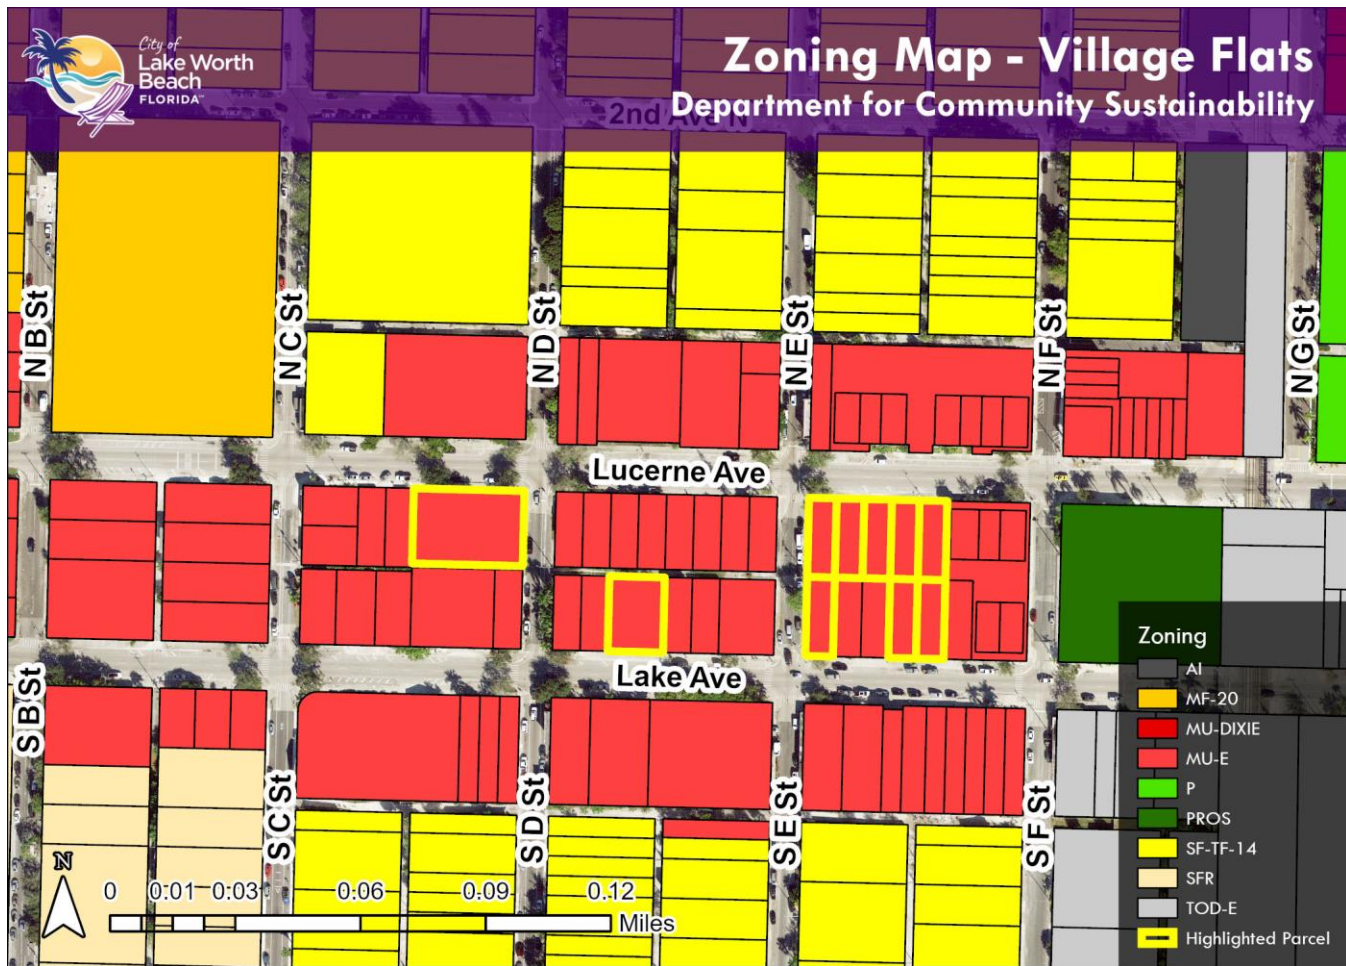 City of
Lake Worth
Beach
FLORIDA™
Zoning Map - Village Flats
Department for Community Sustainability
2nd Ave N
N B St
N C St
N D St
N E St
N F St
N G St
Lucerne Ave
Lake Ave
S B St
S C St
S D St
S E St
S F St
Zoning
AI
MF-20
MU-DIXIE
MU-E
P
PROS
SF-TF-14
SFR
TOD-E
Highlighted Parcel
N
0 0.01 0.03 0.06 0.09 0.12
Miles